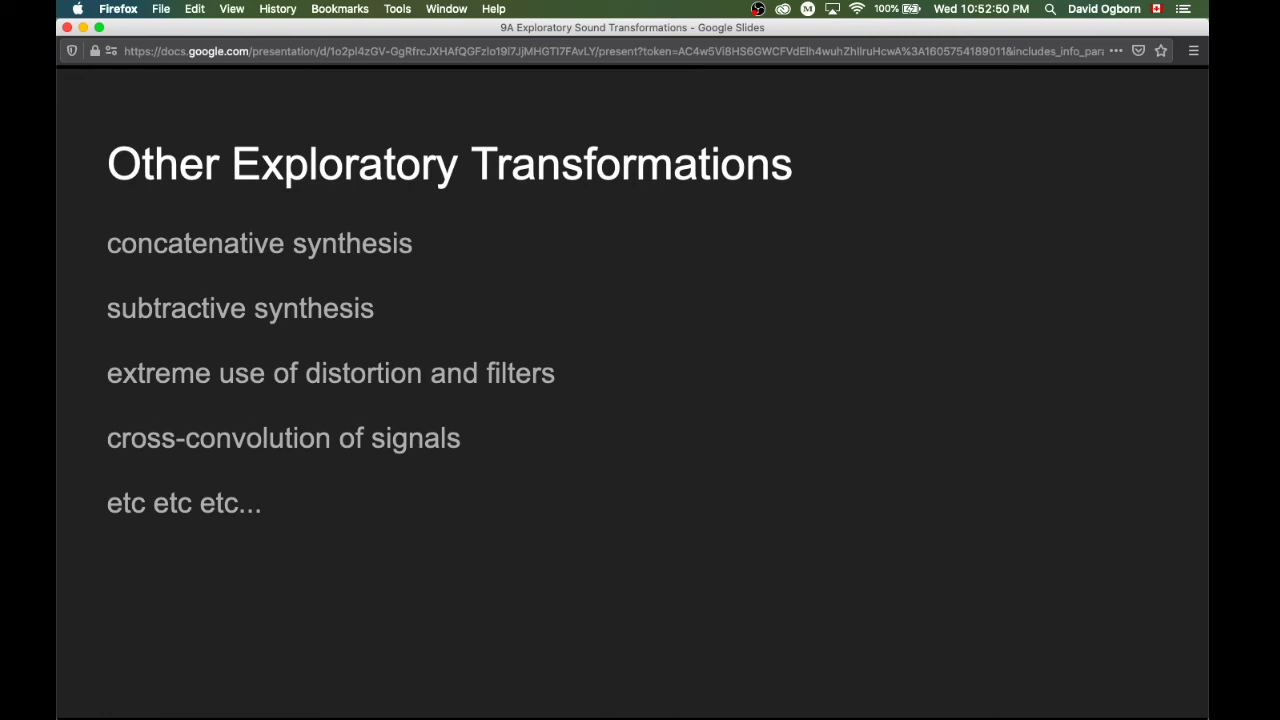 Firefox File Edit View History Bookmarks Tools Window Help 100% Wed 10:52:50 PM David Ogborn
9A Exploratory Sound Transformations - Google Slides
Other Exploratory Transformations
concatenative synthesis
subtractive synthesis
extreme use of distortion and filters
cross-convolution of signals
etc etc etc...